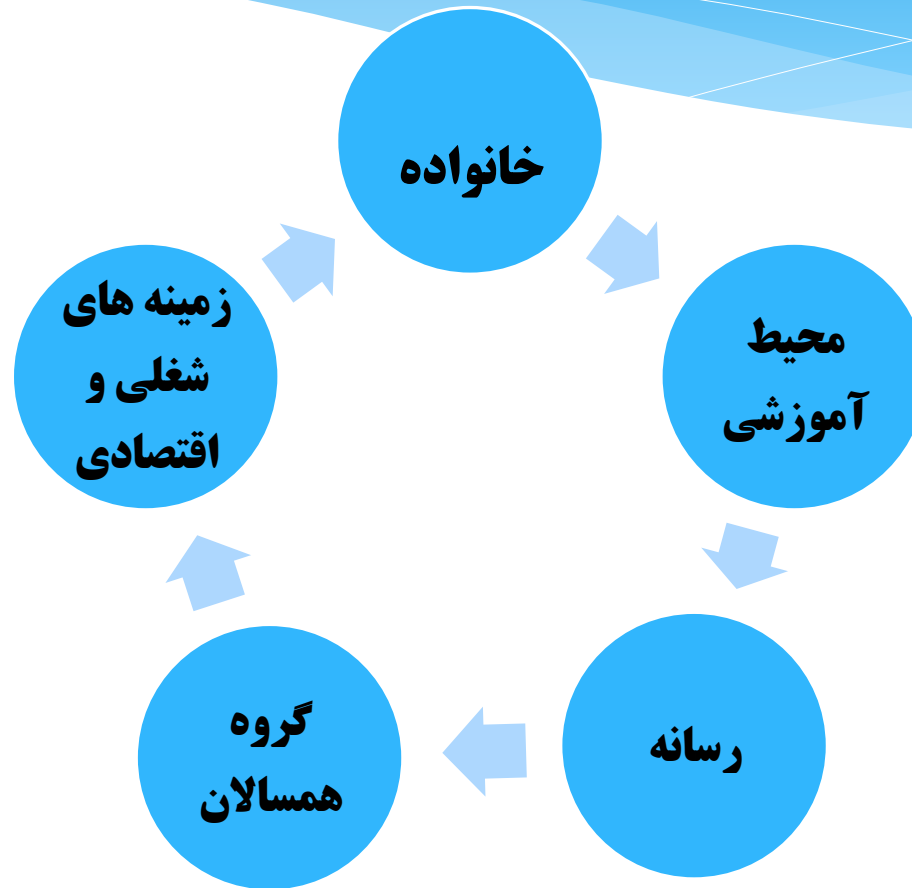 خانواده
محیط
آموزشی
رسانه
گروه
همسالان
زمینه های
شغلی و
اقتصادی